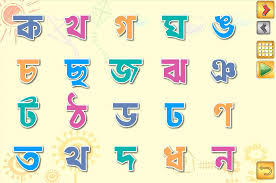 ক খ গ ঘ ঙ
চ ছ জ ঝ ঞ
ট ঠ ড ঢ ণ
ত থ দ ধ ন